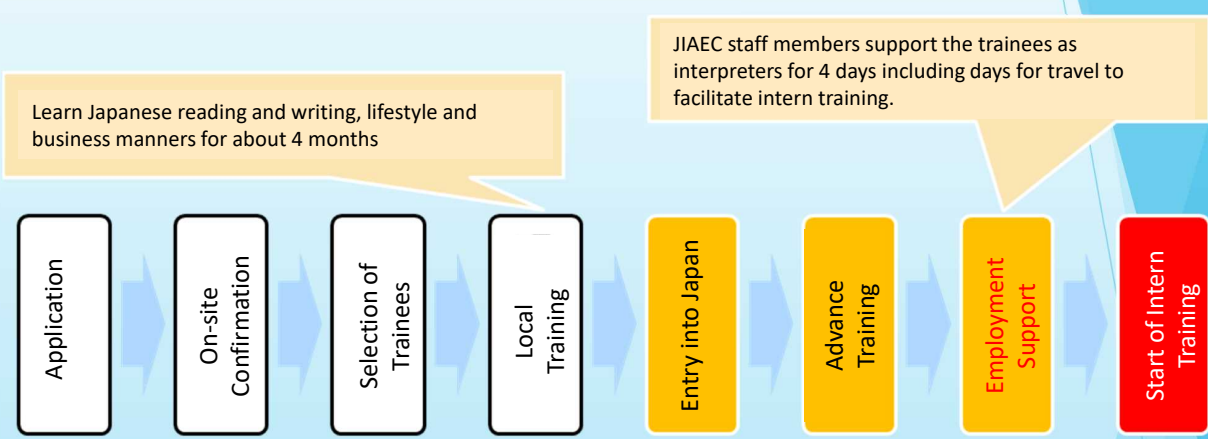 JIAEC staff members support the trainees as
interpreters for 4 days including days for travel to
facilitate intern training.
Learn Japanese reading and writing, lifestyle and
business manners for about 4 months
Application
On-site
Confirmation
Selection of
Trainees
Local
Training
Entry into Japan
Advance
Training
Employment
Support
Start of Intern
Training